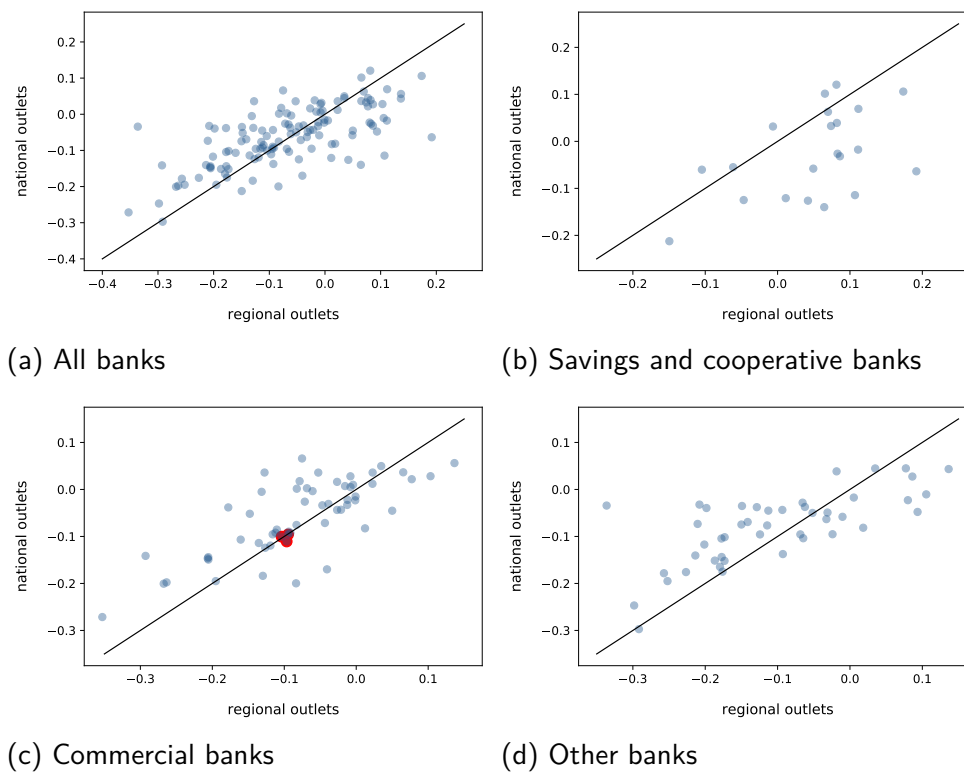 0.2
0.1
0.0
−0.1
−0.2
−0.3
−0.4
national outlets
−0.4 −0.3 −0.2 −0.1 0.0 0.1 0.2
regional outlets
(a) All banks
0.2
0.1
0.0
−0.1
−0.2
national outlets
−0.2 −0.1 0.0 0.1 0.2
regional outlets
(b) Savings and cooperative banks
0.1
0.0
−0.1
−0.2
−0.3
national outlets
−0.3 −0.2 −0.1 0.0 0.1
regional outlets
(c) Commercial banks
0.1
0.0
−0.1
−0.2
−0.3
national outlets
−0.3 −0.2 −0.1 0.0 0.1
regional outlets
(d) Other banks